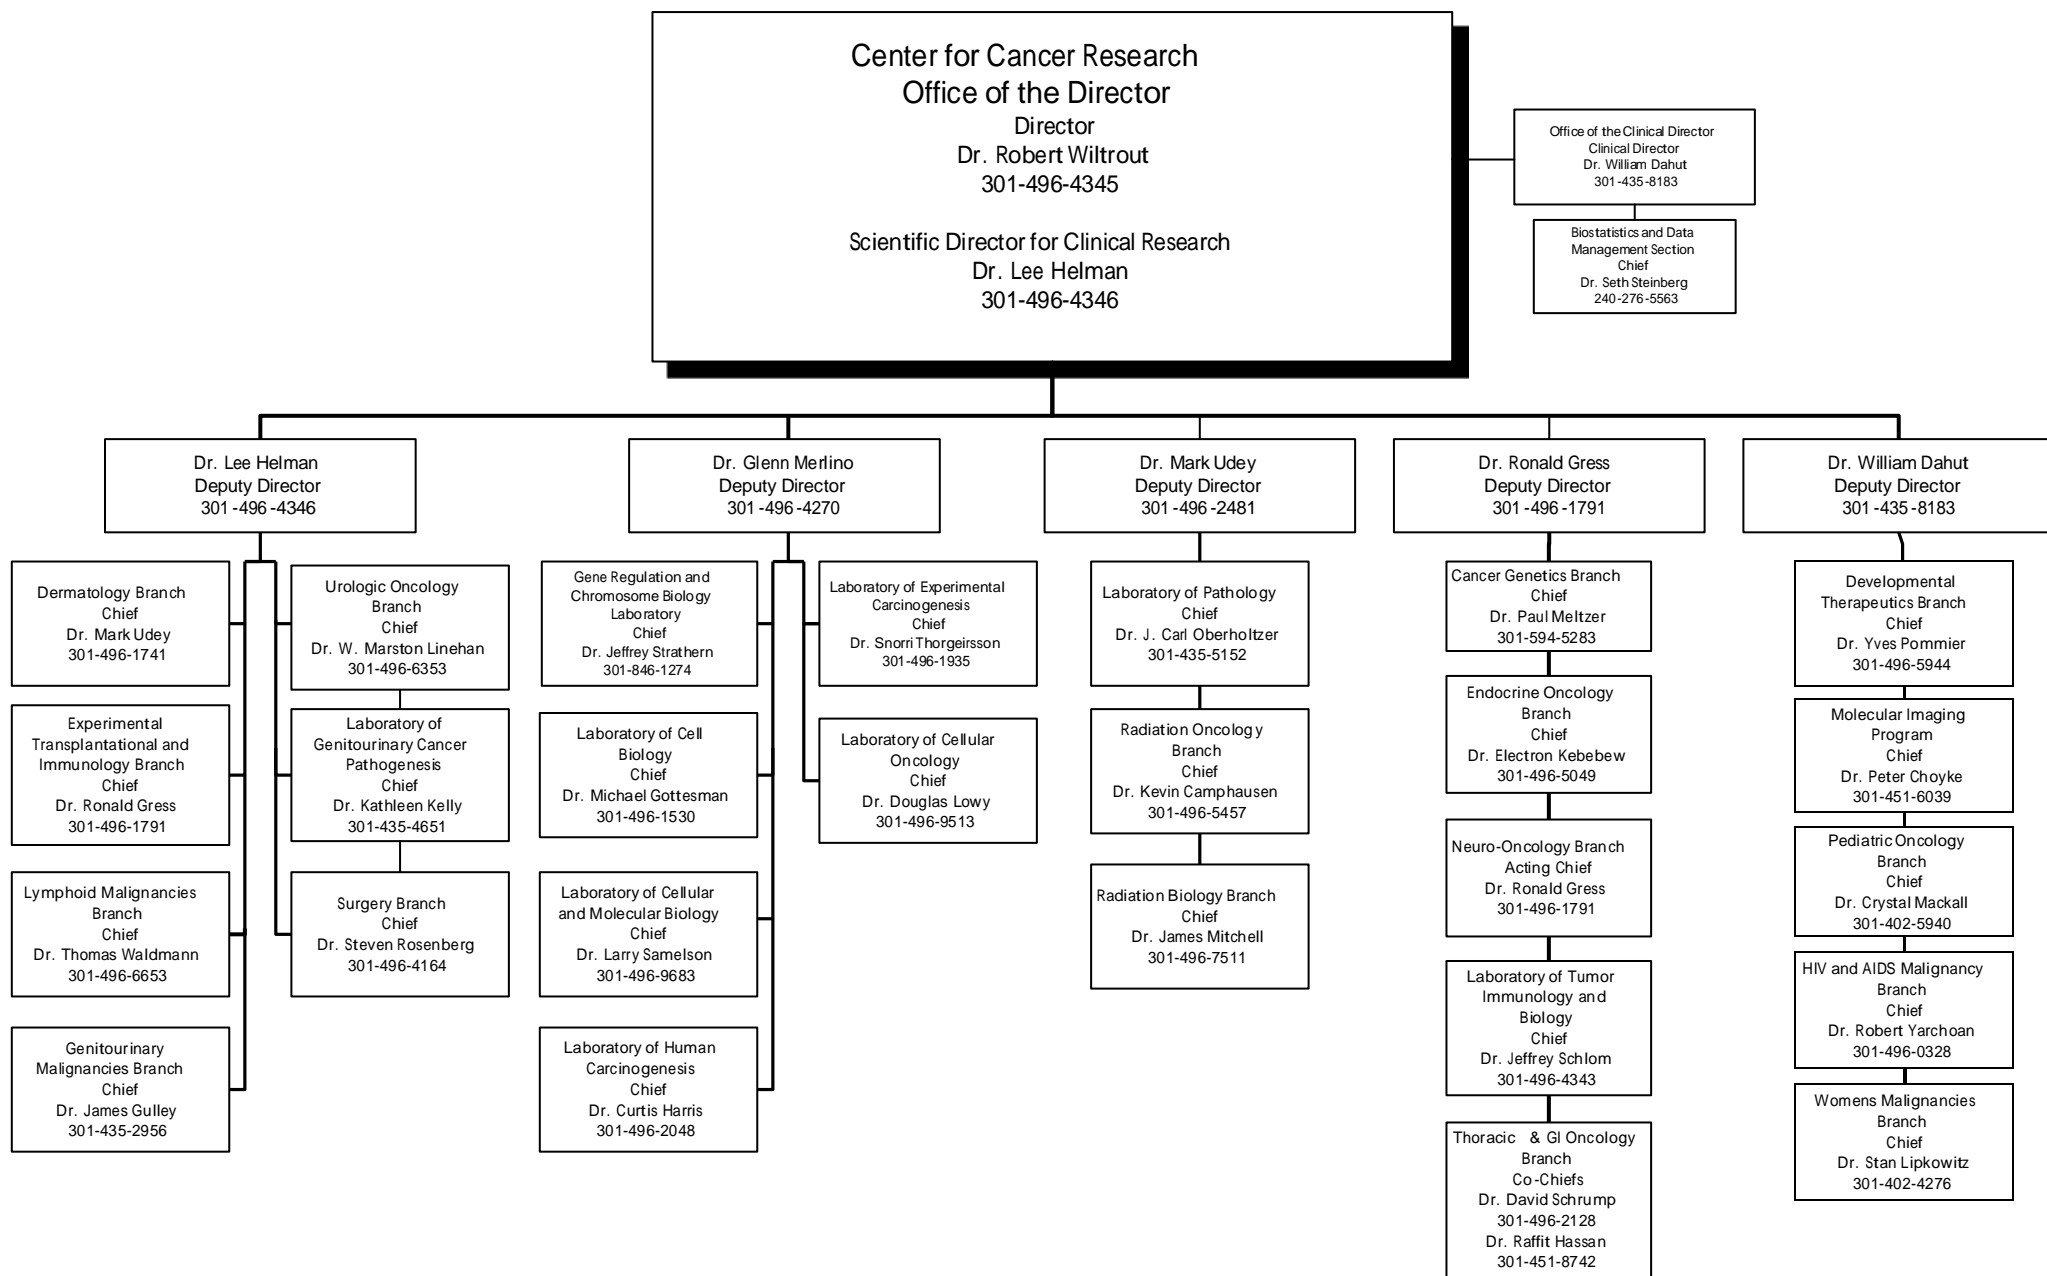 Center for Cancer Research
Office of the Director
Director
Dr. Robert Wiltrout
301-496-4345
Scientific Director for Clinical Research
Dr. Lee Helman
301-496-4346
Office of the Clinical Director
Clinical Director
Dr. William Dahut
301-435-8183
Biostatistics and Data
Management Section
Chief
Dr. Seth Steinberg
240-276-5563
Dr. Lee Helman
Deputy Director
301-496-4346
Dr. Glenn Merlino
Deputy Director
301-496-4270
Dr. Mark Udey
Deputy Director
301-496-2481
Dr. Ronald Gress
Deputy Director
301-496-1791
Dr. William Dahut
Deputy Director
301-435-8183
Dermatology Branch
Chief
Dr. Mark Udey
301-496-1741
Experimental
Transplantational and
Immunology Branch
Chief
Dr. Ronald Gress
301-496-1791
Lymphoid Malignancies
Branch
Chief
Dr. Thomas Waldmann
301-496-6653
Genitourinary
Malignancies Branch
Chief
Dr. James Gulley
301-435-2956
Urologic Oncology
Branch
Chief
Dr. W. Marston Linehan
301-496-6353
Laboratory of
Genitourinary Cancer
Pathogenesis
Chief
Dr. Kathleen Kelly
301-435-4651
Surgery Branch
Chief
Dr. Steven Rosenberg
301-496-4164
Gene Regulation and
Chromosome Biology
Laboratory
Chief
Dr. Jeffrey Strathern
301-846-1274
Laboratory of Cell
Biology
Chief
Dr. Michael Gottesman
301-496-1530
Laboratory of Cellular
and Molecular Biology
Chief
Dr. Larry Samelson
301-496-9683
Laboratory of Human
Carcinogenesis
Chief
Dr. Curtis Harris
301-496-2048
Laboratory of Experimental
Carcinogenesis
Chief
Dr. Snorri Thorgeirsson
301-496-1935
Laboratory of Cellular
Oncology
Chief
Dr. Douglas Lowy
301-496-9513
Laboratory of Pathology
Chief
Dr. J. Carl Oberholtzer
301-435-5152
Radiation Oncology
Branch
Chief
Dr. Kevin Camphausen
301-496-5457
Radiation Biology Branch
Chief
Dr. James Mitchell
301-496-7511
Cancer Genetics Branch
Chief
Dr. Paul Meltzer
301-594-5283
Endocrine Oncology
Branch
Chief
Dr. Electron Kebebew
301-496-5049
Neuro-Oncology Branch
Acting Chief
Dr. Ronald Gress
301-496-1791
Laboratory of Tumor
Immunology and
Biology
Chief
Dr. Jeffrey Schlom
301-496-4343
Thoracic & GI Oncology
Branch
Co-Chiefs
Dr. David Schrump
301-496-2128
Dr. Raffit Hassan
301-451-8742
Developmental
Therapeutics Branch
Chief
Dr. Yves Pommier
301-496-5944
Molecular Imaging
Program
Chief
Dr. Peter Choyke
301-451-6039
Pediatric Oncology
Branch
Chief
Dr. Crystal Mackall
301-402-5940
HIV and AIDS Malignancy
Branch
Chief
Dr. Robert Yarchoan
301-496-0328
Womens Malignancies
Branch
Chief
Dr. Stan Lipkowitz
301-402-4276